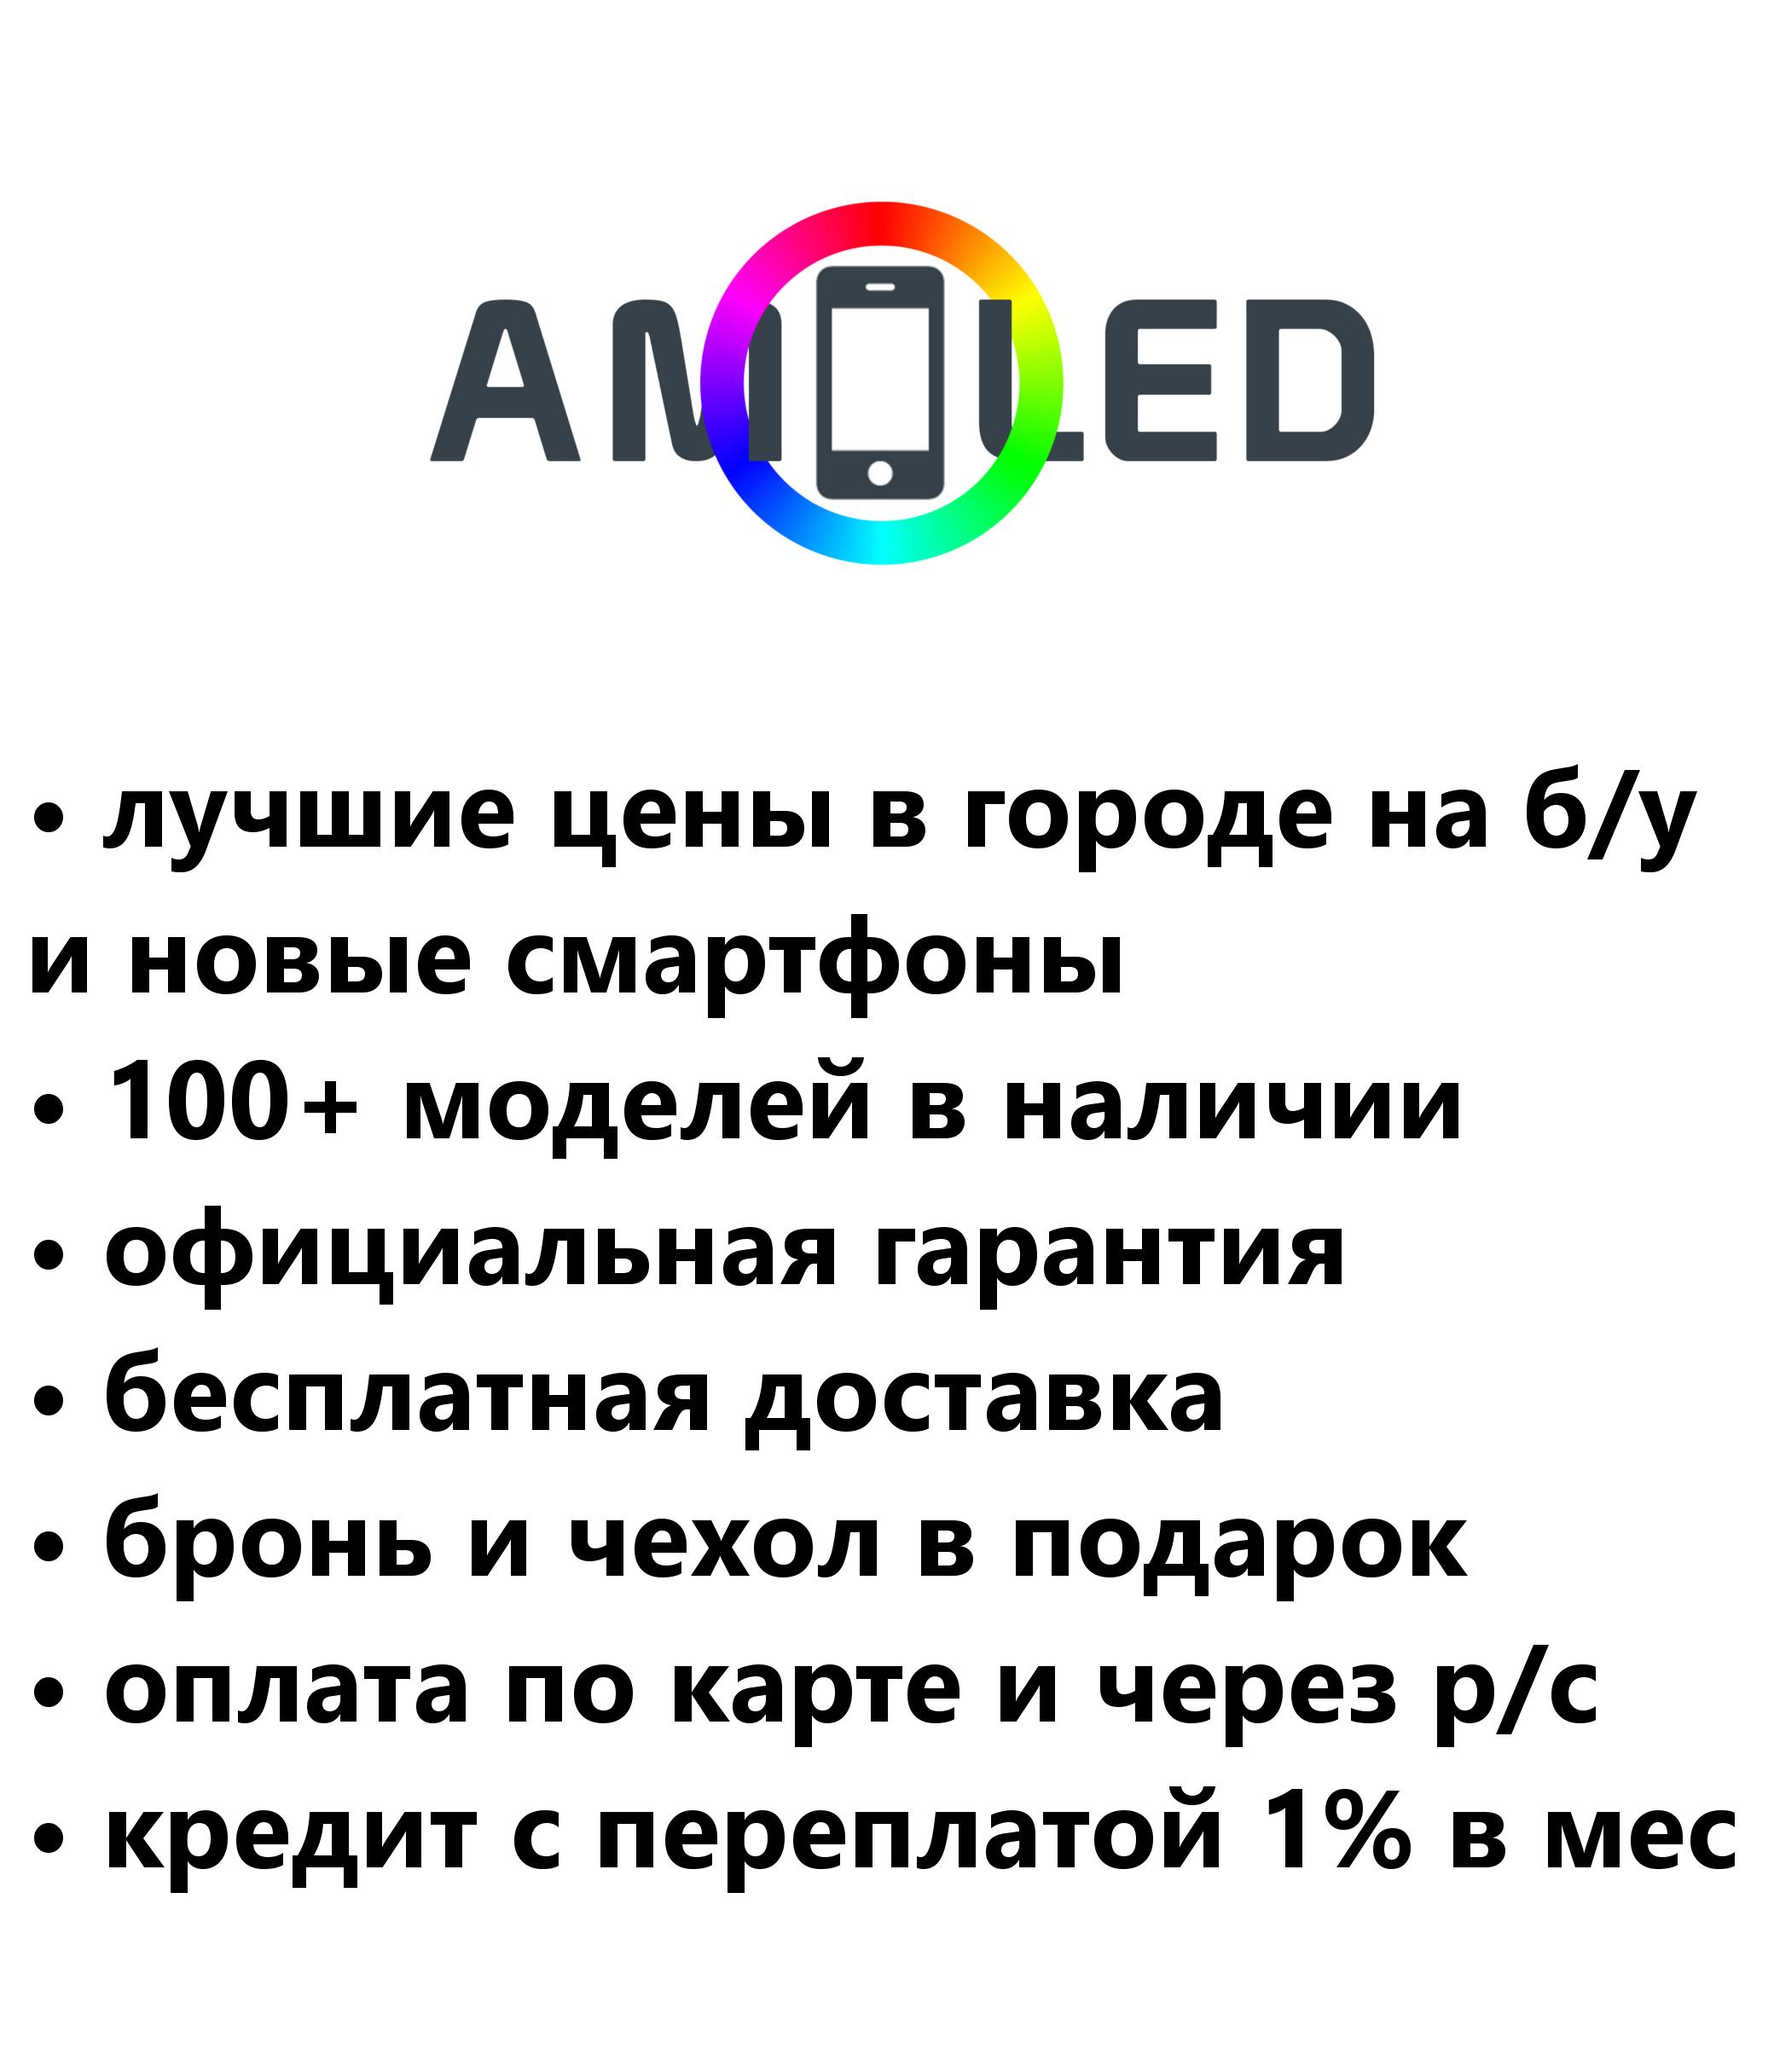 AMOLED
• лучшие цены в городе на б/у
и новые смартфоны
• 100+ моделей в наличии
• официальная гарантия
• бесплатная доставка
• бронь и чехол в подарок
• оплата по карте и через р/с
• кредит с переплатой 1% в мес